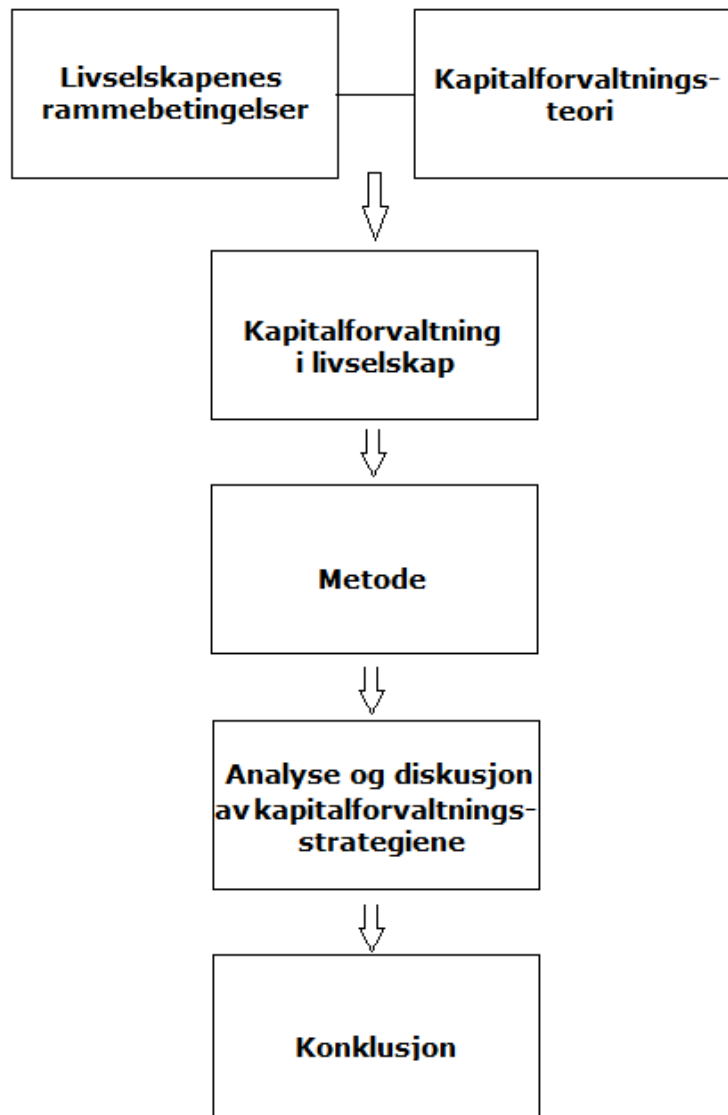 Livselskapenes
rammebetingelser
Kapitalforvaltnings-
teori
Kapitalforvaltning
i livselskap
Metode
Analyse og diskusjon
av kapitalforvaltnings-
strategiene
Konklusjon